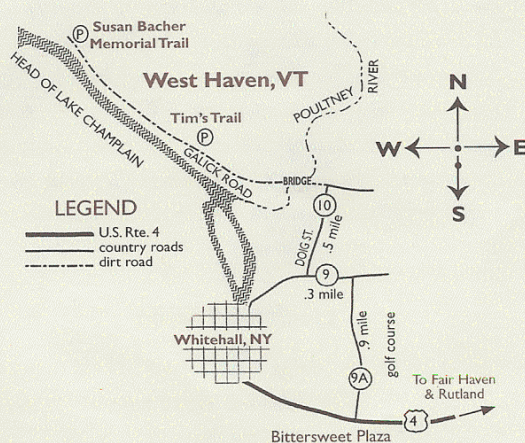 P
Susan Bacher
Memorial Trail
West Haven, VT
HEAD OF LAKE CHAMPLAIN
Tim's Trail
P
GALICK ROAD
POULTNEY
RIVER
BRIDGE
N
W
E
S
LEGEND
U.S. Rte. 4
country roads
dirt road
10
DOIG ST.
.5 mile
9
.3 mile
Whitehall, NY
.9 mile
golf course
9A
To Fair Haven
& Rutland
4
Bittersweet Plaza